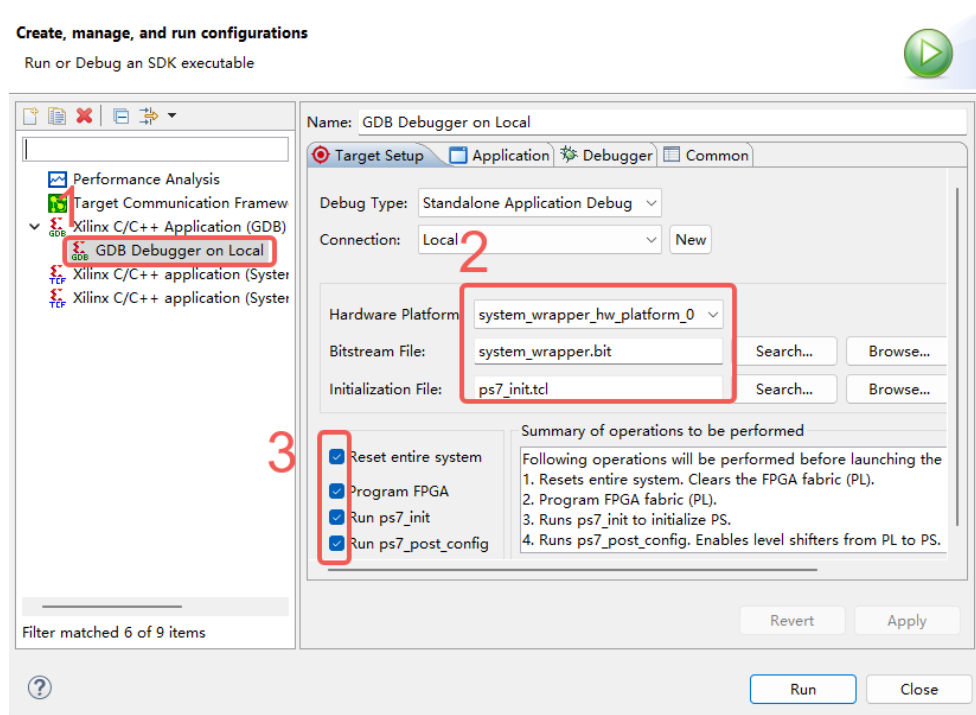 Create, manage, and run configurations
Run or Debug an SDK executable
Performance Analysis
Target Communication Framew
Xilinx C/C++ Application (GDB)
GDB
GDB Debugger on Local
GDB
Xilinx C/C++ application (Syster
TCF
Xilinx C/C++ application (Syster
TCF
Filter matched 6 of 9 items
1
Name: GDB Debugger on Local
Target Setup Application Debugger Common
Debug Type: Standalone Application Debug
Connection: Local New
2
Hardware Platform system_wrapper_hw_platform_0
Bitstream File: system_wrapper.bit Search... Browse...
Initialization File: ps7_init.tcl Search... Browse...
3
Reset entire system
Program FPGA
Run ps7_init
Run ps7_post_config
Summary of operations to be performed
Following operations will be performed before launching the
1. Resets entire system. Clears the FPGA fabric (PL).
2. Program FPGA fabric (PL).
3. Runs ps7_init to initialize PS.
4. Runs ps7_post_config. Enables level shifters from PL to PS.
Revert Apply
? Run Close